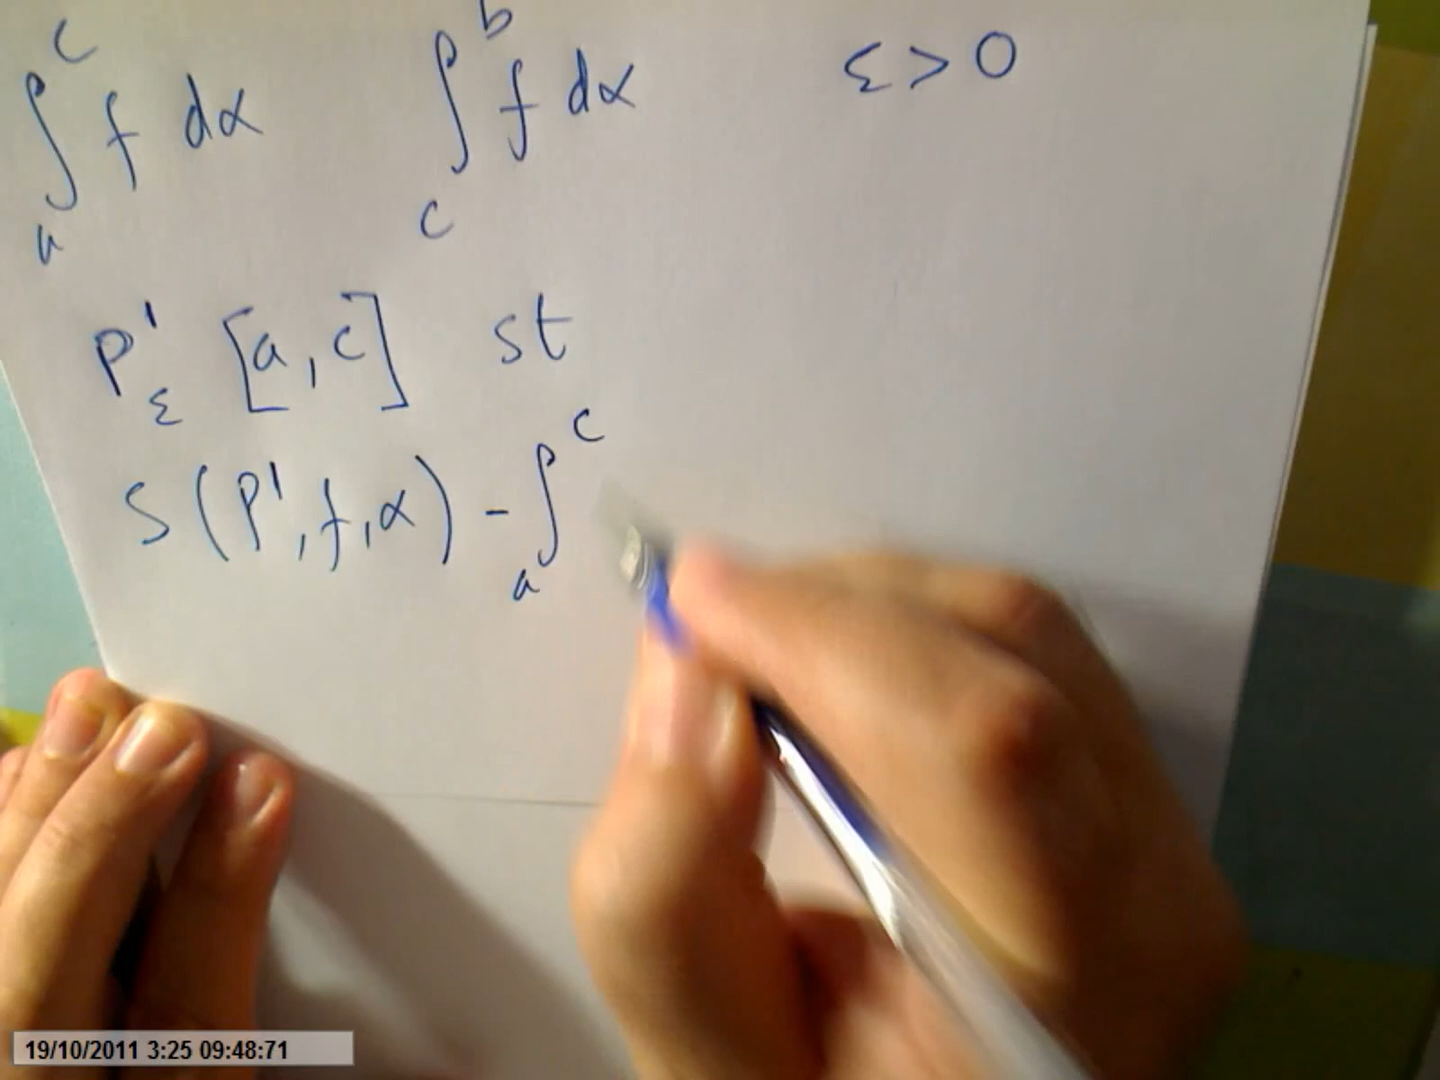 ∫_a^c f dα   ∫_c^b f dα   ε > 0
P'_ε [a, c] st
S(P', f, α) - ∫_a^c
19/10/2011 3:25 09:48:71